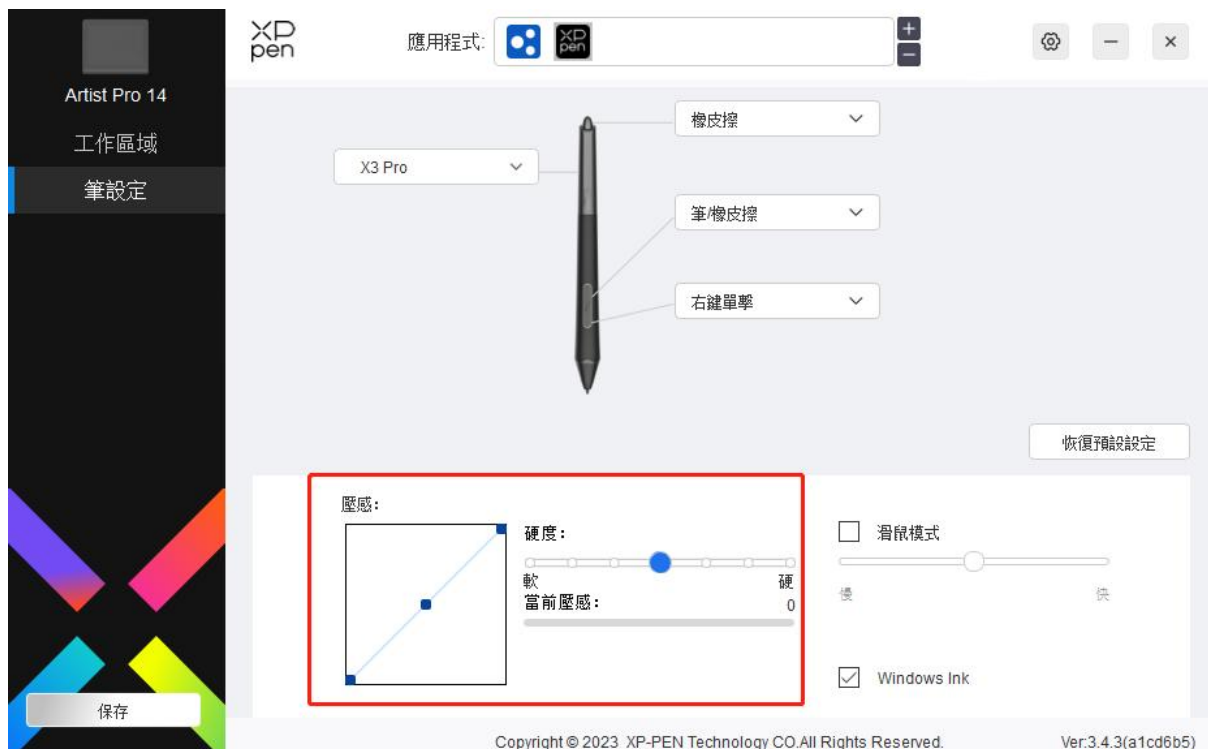 XP
pen
應用程式:
XP
pen
Artist Pro 14
工作區域
筆設定
橡皮擦
X3 Pro
筆/橡皮擦
右鍵單擊
恢復預設設定
壓感:
硬度:
軟
硬
當前壓感:
0
滑鼠模式
慢
快
Windows Ink
保存
Copyright © 2023 XP-PEN Technology CO.All Rights Reserved.
Ver:3.4.3(a1cd6b5)